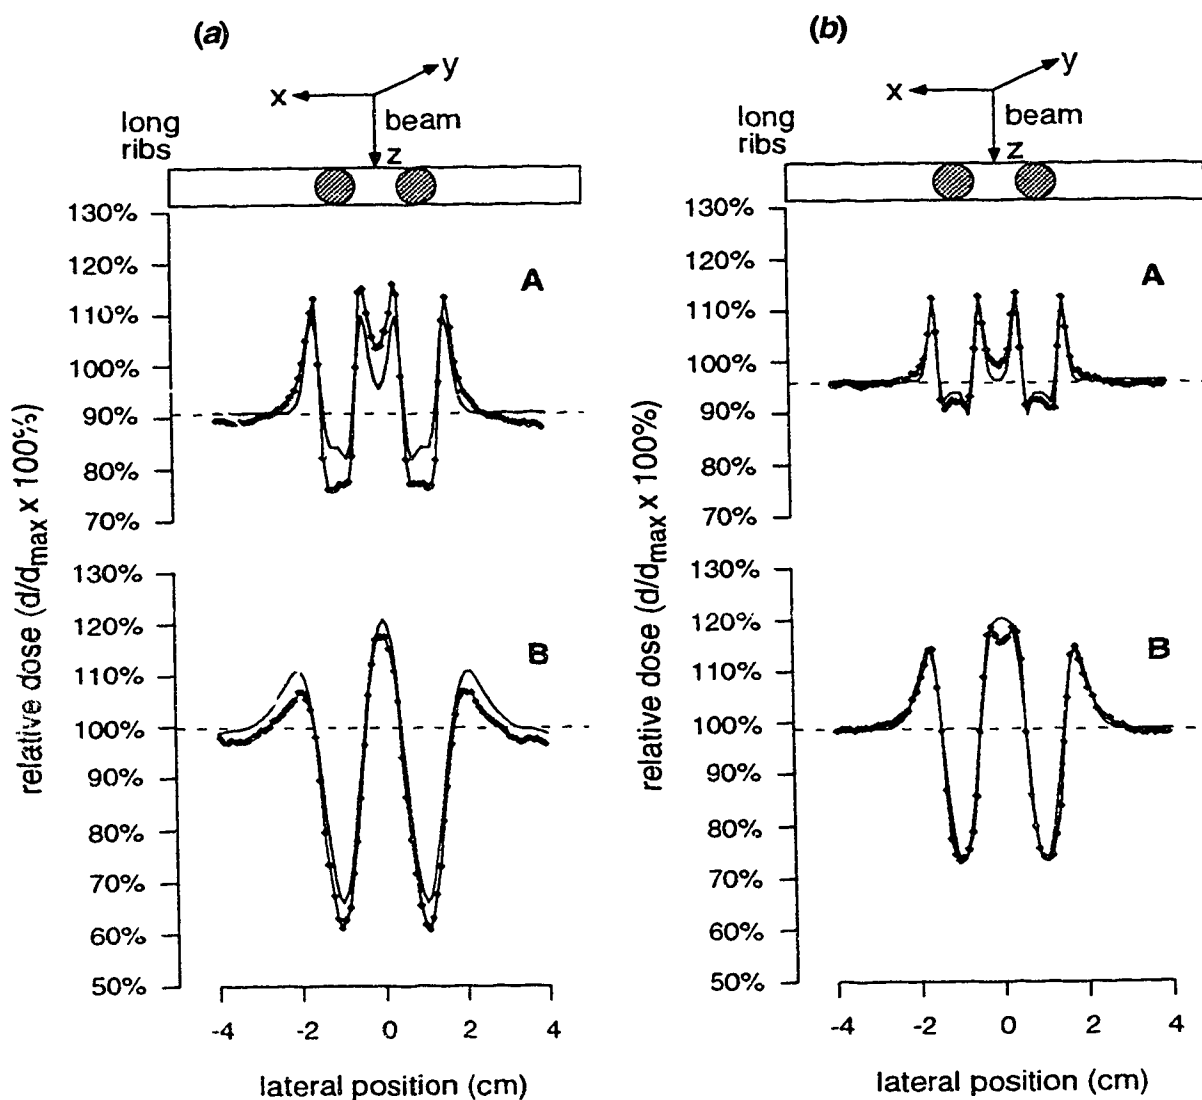 (a)
x
y
beam
z
long
ribs
130%
120%
110%
100%
90%
80%
70%
A
130%
120%
110%
100%
90%
80%
70%
60%
50%
B
relative dose (d/dmax x 100%)
-4
-2
0
2
4
lateral position (cm)
(b)
x
y
beam
z
long
ribs
130%
120%
110%
100%
90%
80%
70%
A
130%
120%
110%
100%
90%
80%
70%
60%
50%
B
relative dose (d/dmax x 100%)
-4
-2
0
2
4
lateral position (cm)